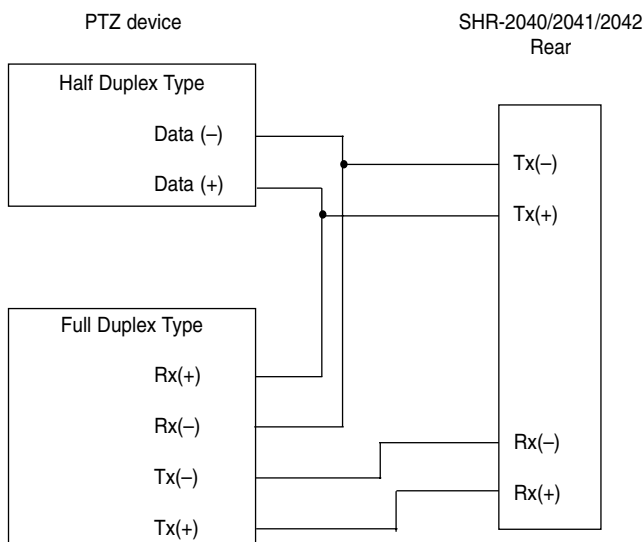 PTZ device
SHR-2040/2041/2042
Rear
Half Duplex Type
Data (–)
Data (+)
Full Duplex Type
Rx(+)
Rx(–)
Tx(–)
Tx(+)
Tx(–)
Tx(+)
Rx(–)
Rx(+)